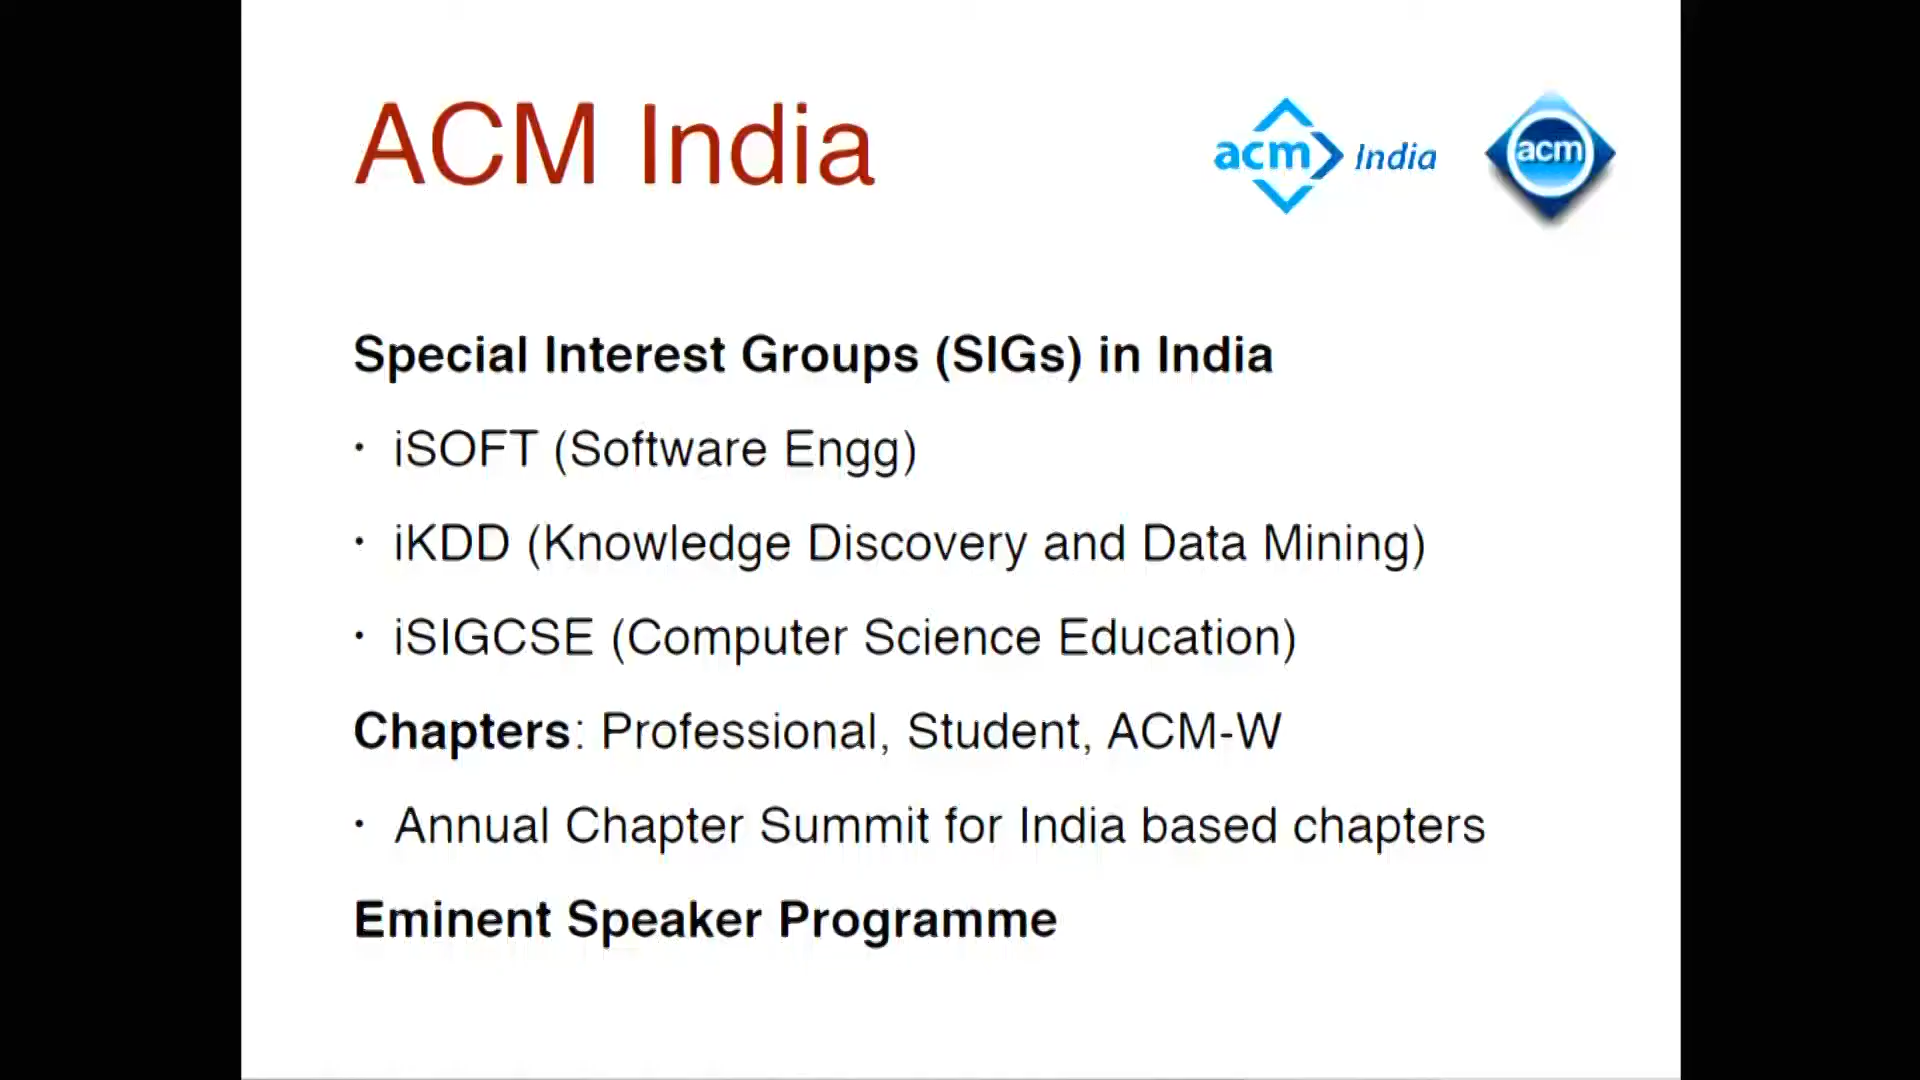 ACM India
acm India
acm
Special Interest Groups (SIGs) in India
· iSOFT (Software Engg)
· iKDD (Knowledge Discovery and Data Mining)
· iSIGCSE (Computer Science Education)
Chapters: Professional, Student, ACM-W
· Annual Chapter Summit for India based chapters
Eminent Speaker Programme